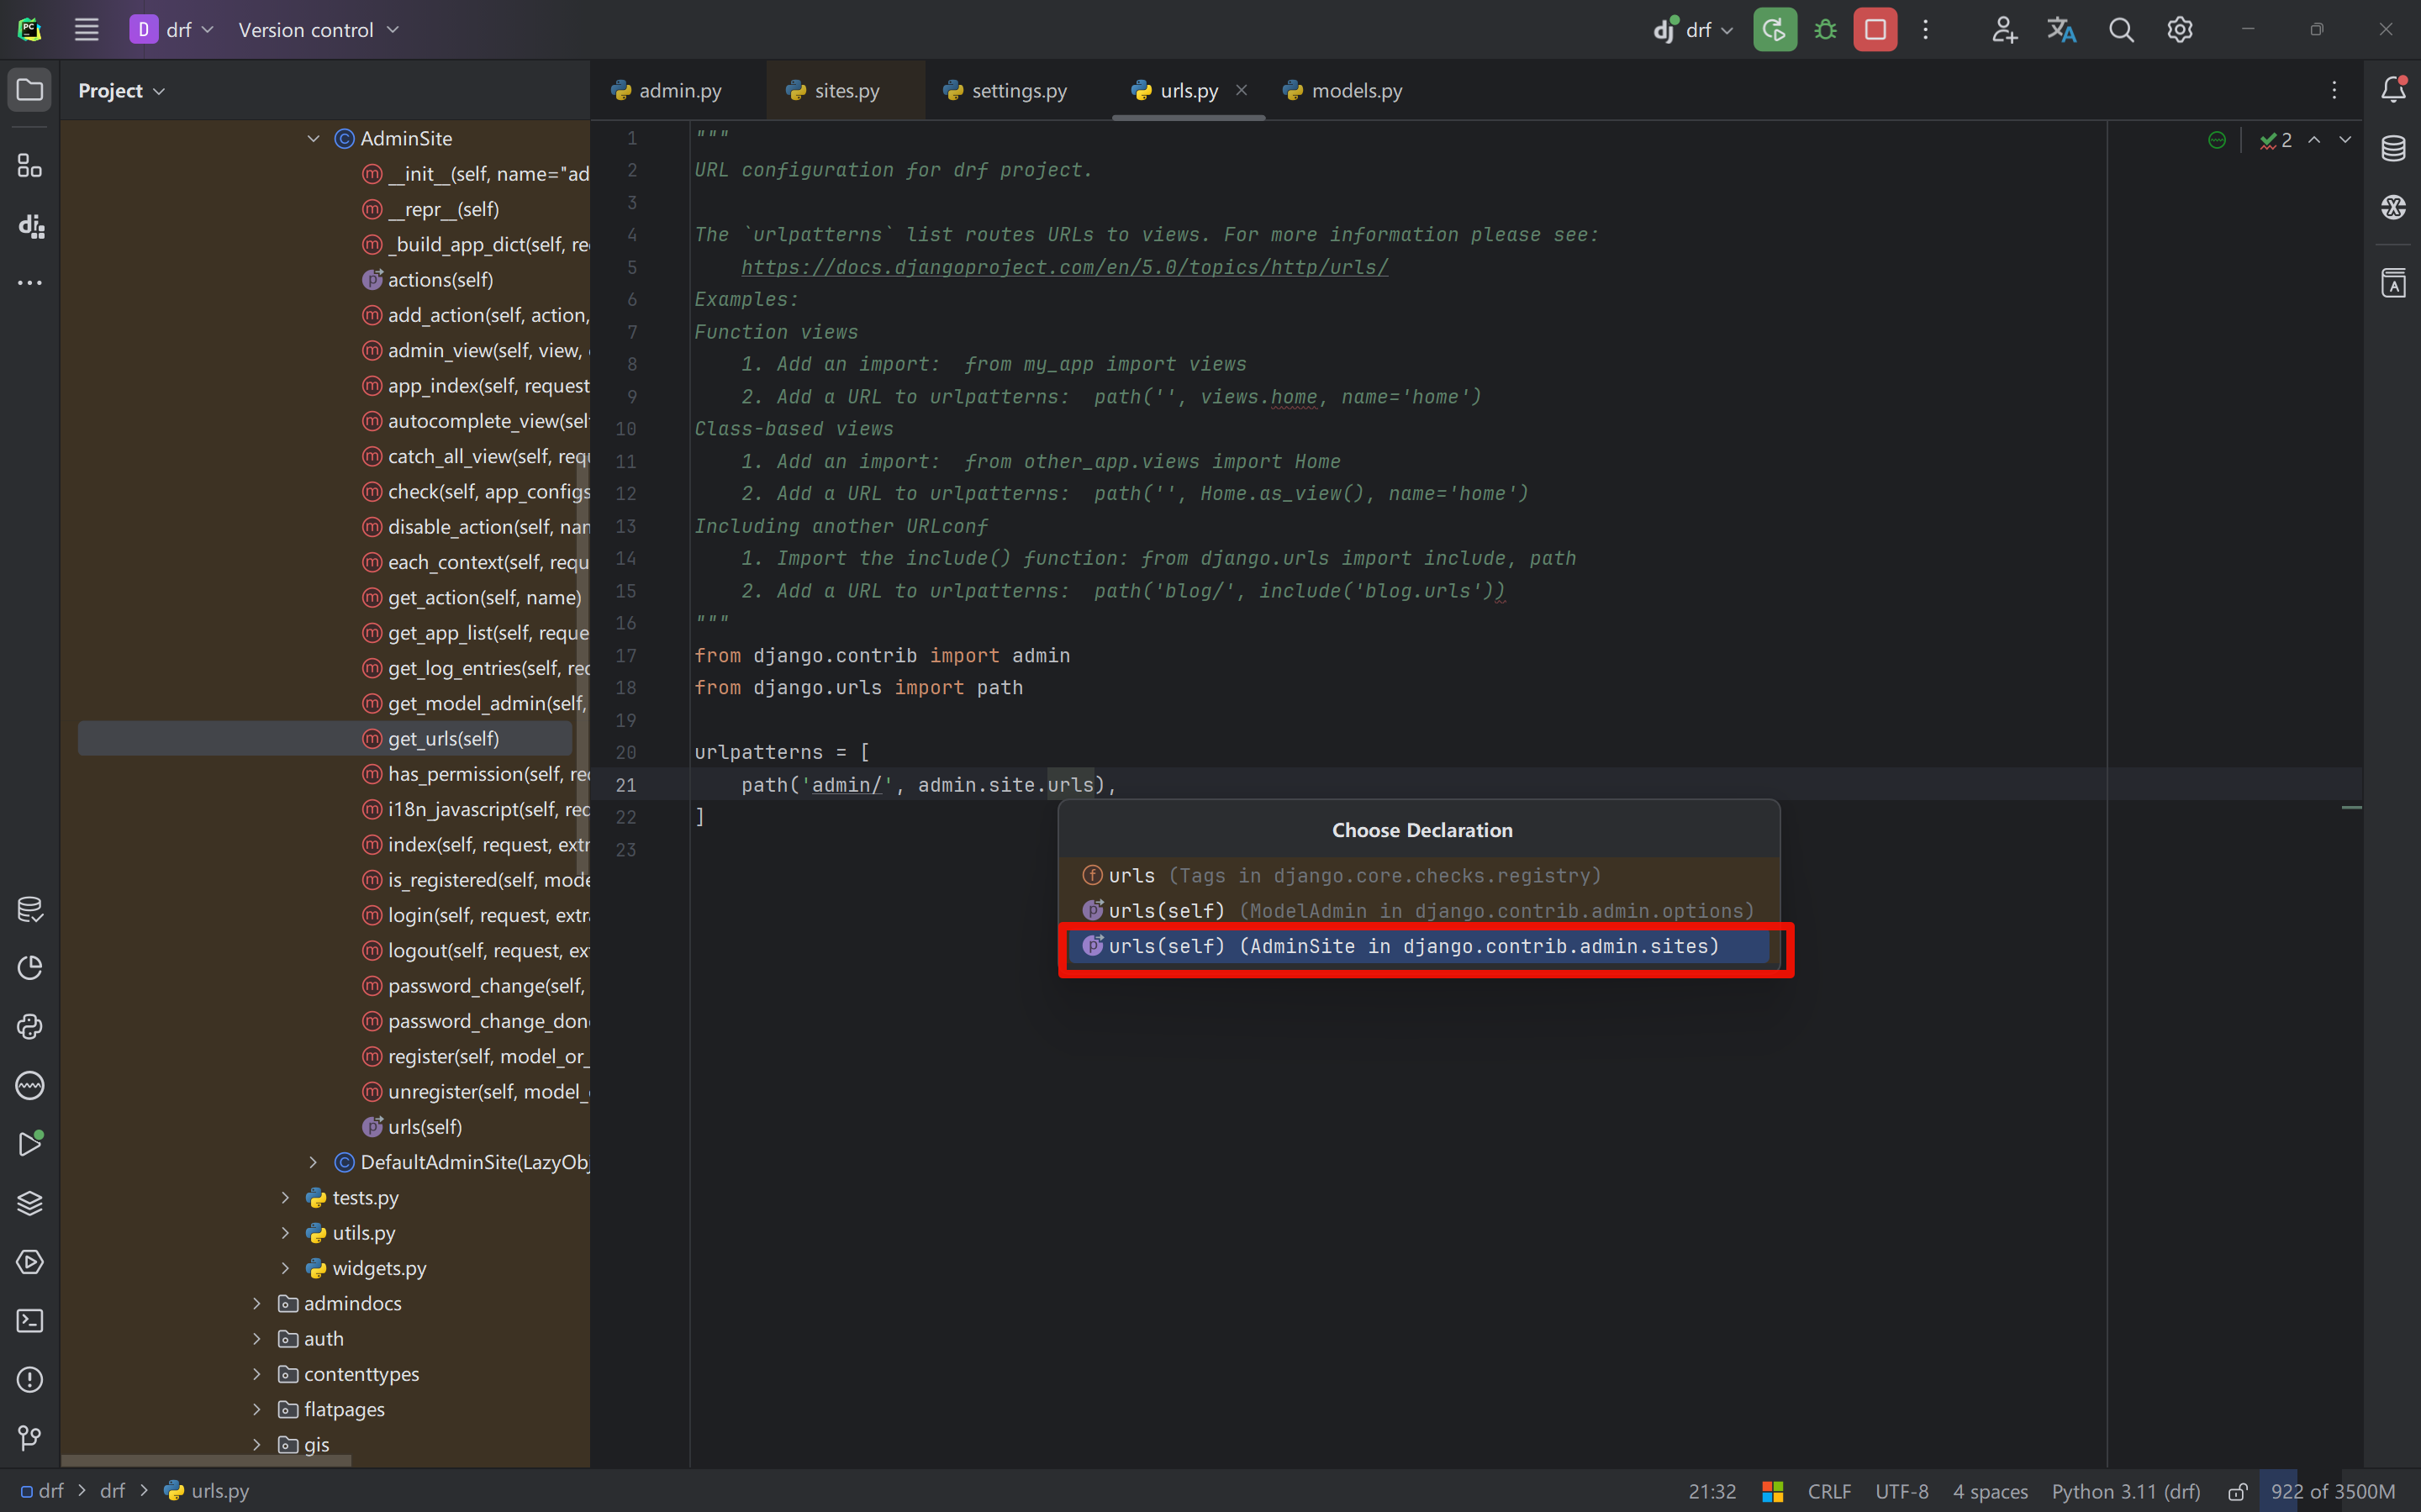 D drf Version control
dj drf
Project
admin.py
sites.py
settings.py
urls.py
models.py
AdminSite
__init__(self, name="ad
__repr__(self)
_build_app_dict(self, re
actions(self)
add_action(self, action,
admin_view(self, view,
app_index(self, request
autocomplete_view(self
catch_all_view(self, requ
check(self, app_configs
disable_action(self, nam
each_context(self, requ
get_action(self, name)
get_app_list(self, reque
get_log_entries(self, rec
get_model_admin(self,
get_urls(self)
has_permission(self, re
i18n_javascript(self, rec
index(self, request, extr
is_registered(self, mode
login(self, request, extr
logout(self, request, ex
password_change(self,
password_change_don
register(self, model_or_
unregister(self, model_
urls(self)
DefaultAdminSite(LazyObj
tests.py
utils.py
widgets.py
admindocs
auth
contenttypes
flatpages
gis
2
1 """
2 URL configuration for drf project.
3
4 The `urlpatterns` list routes URLs to views. For more information please see:
5 https://docs.djangoproject.com/en/5.0/topics/http/urls/
6 Examples:
7 Function views
8 1. Add an import:  from my_app import views
9 2. Add a URL to urlpatterns:  path('', views.home, name='home')
10 Class-based views
11 1. Add an import:  from other_app.views import Home
12 2. Add a URL to urlpatterns:  path('', Home.as_view(), name='home')
13 Including another URLconf
14 1. Import the include() function: from django.urls import include, path
15 2. Add a URL to urlpatterns:  path('blog/', include('blog.urls'))
16 """
17 from django.contrib import admin
18 from django.urls import path
19
20 urlpatterns = [
21 path('admin/', admin.site.urls),
22 ]
23
Choose Declaration
urls (Tags in django.core.checks.registry)
urls(self) (ModelAdmin in django.contrib.admin.options)
urls(self) (AdminSite in django.contrib.admin.sites)
drf > drf > urls.py
21:32 CRLF UTF-8 4 spaces Python 3.11 (drf) 922 of 3500M